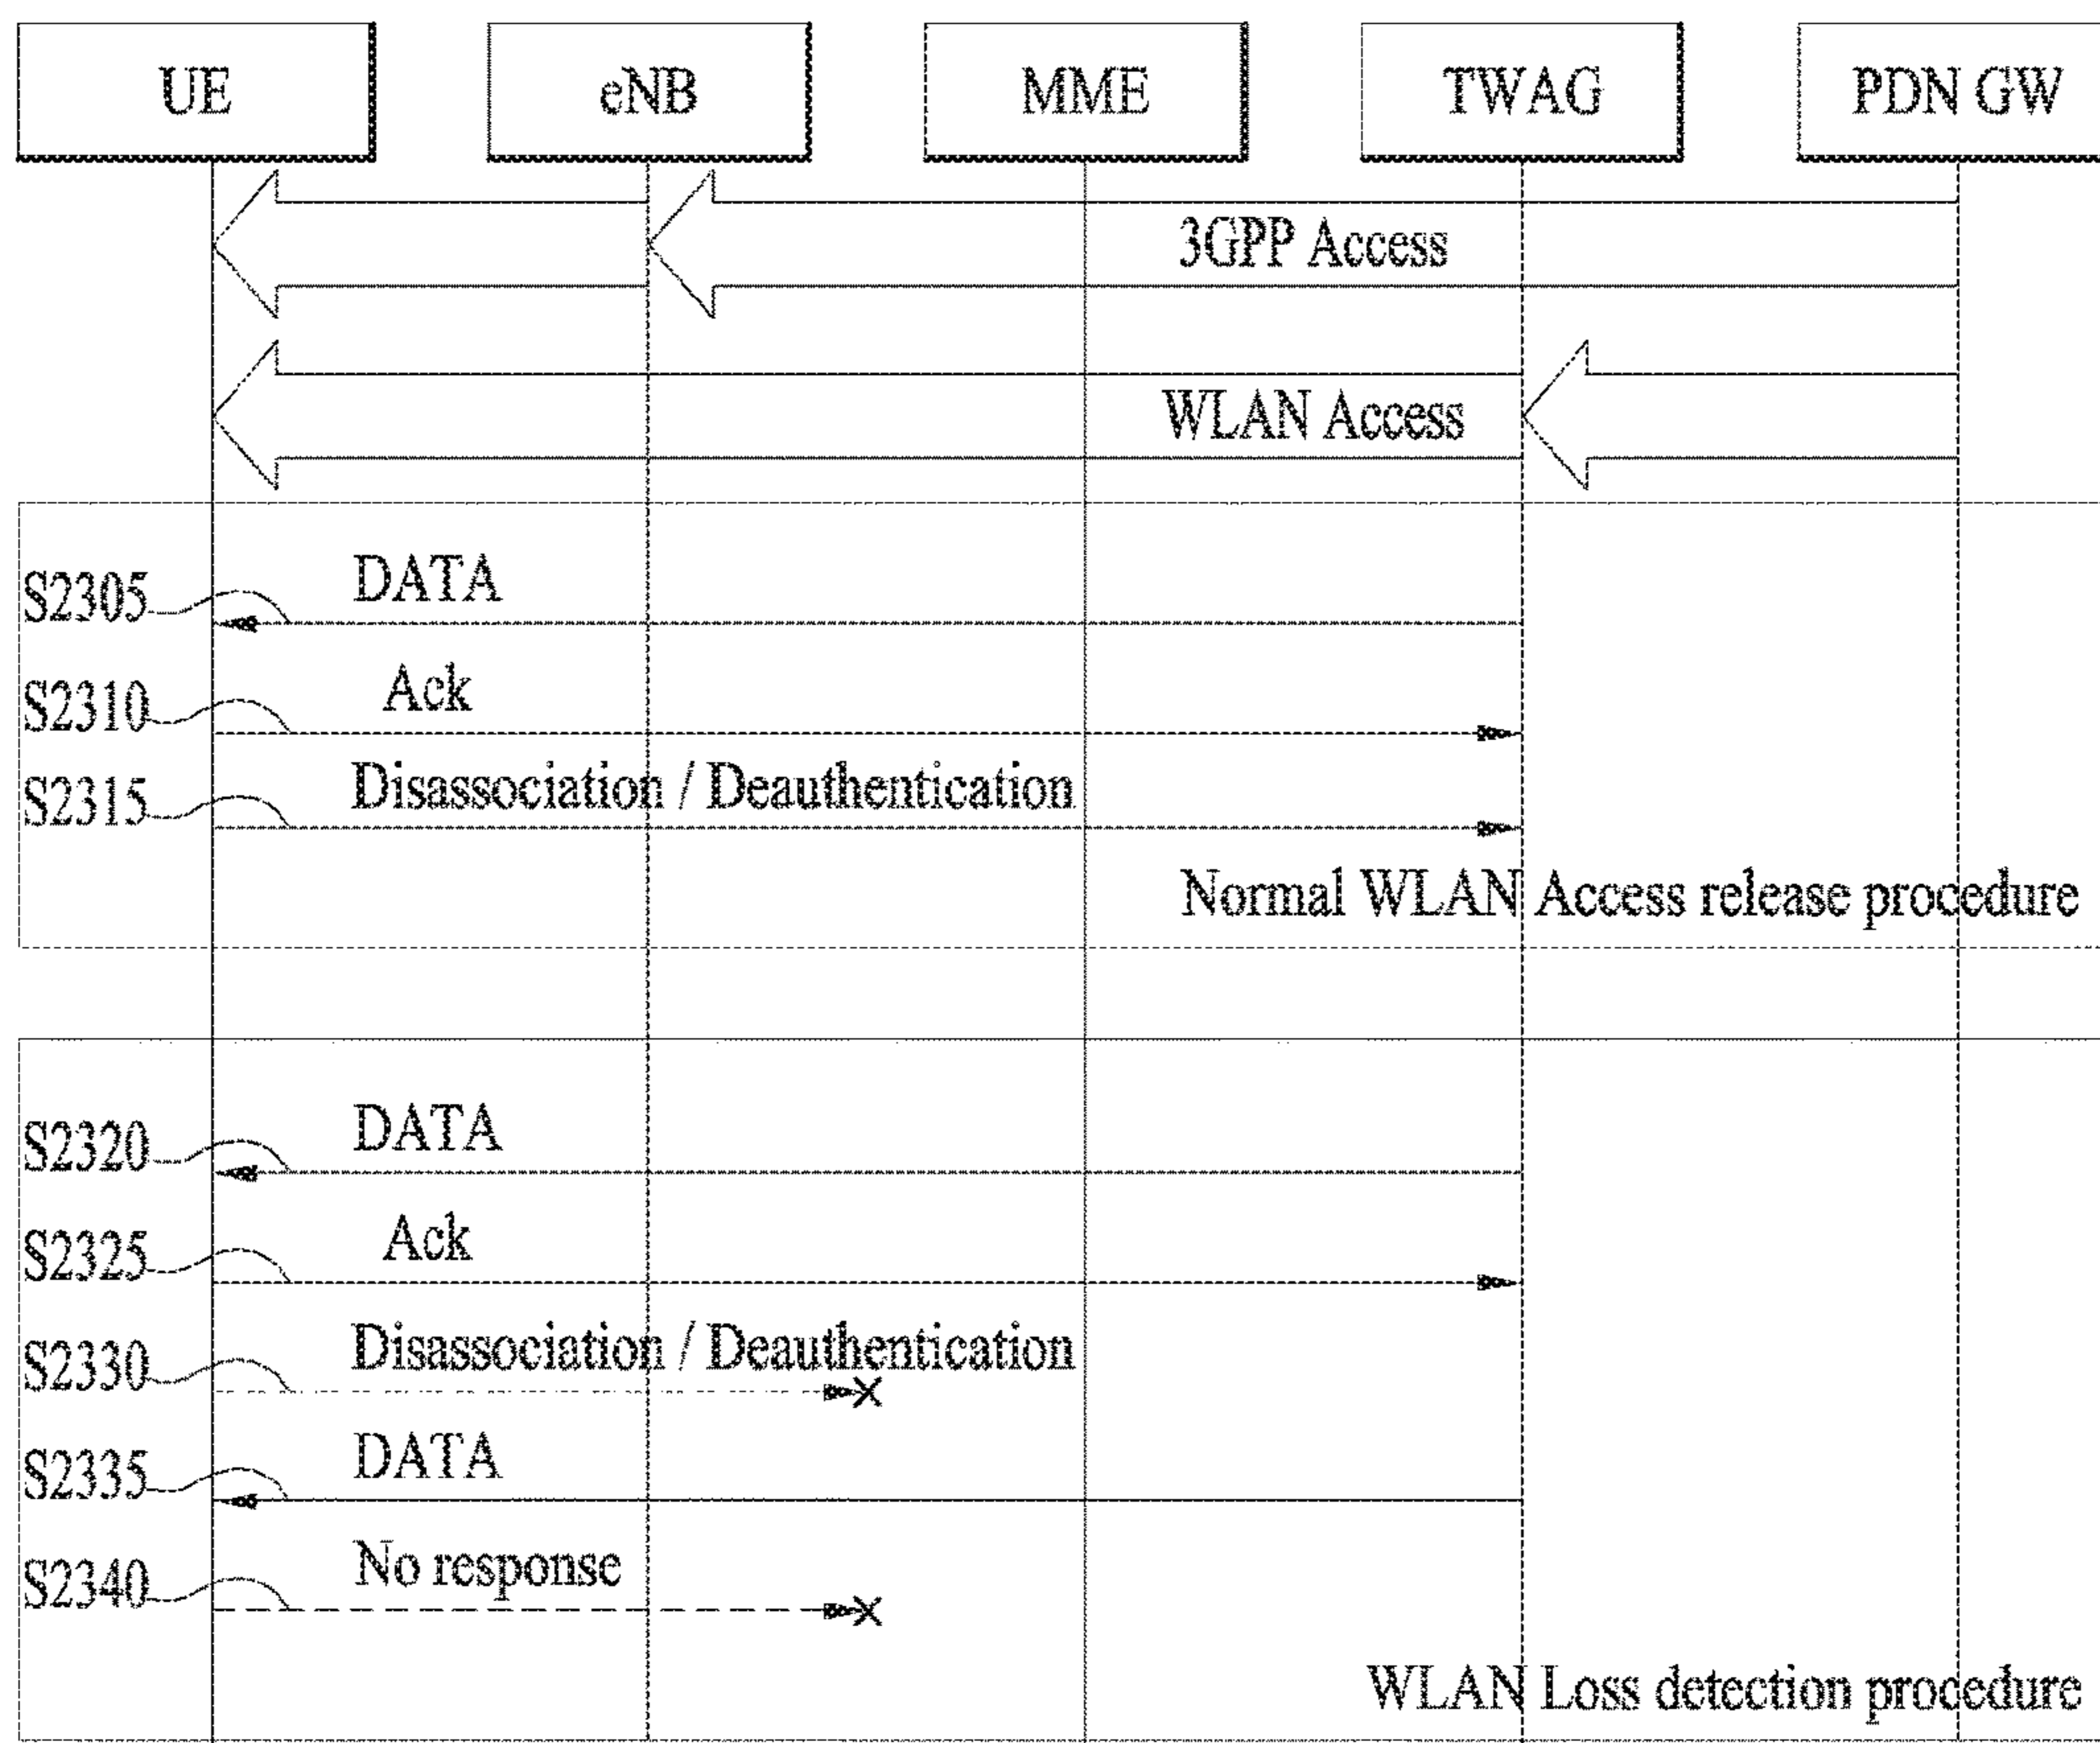 UE eNB MME TWAG PDN GW
3GPP Access
WLAN Access
DATA
S2305
Ack
S2310
Disassociation / Deauthentication
S2315
Normal WLAN Access release procedure
DATA
S2320
Ack
S2325
Disassociation / Deauthentication
S2330
DATA
S2335
No response
S2340
WLAN Loss detection procedure